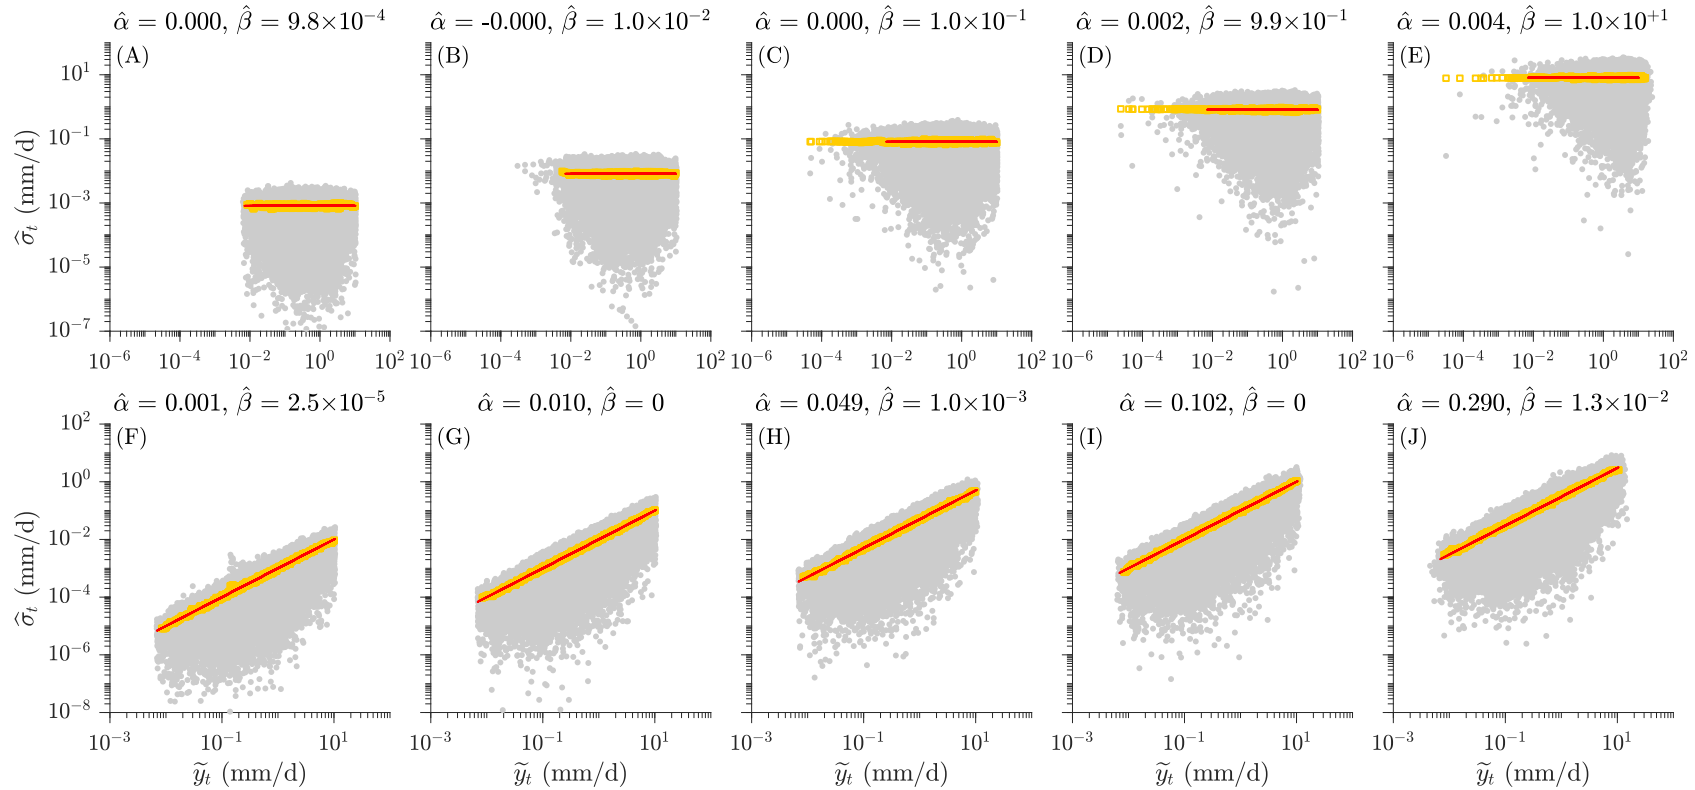 α̂ = 0.000, β̂ = 9.8×10⁻⁴
α̂ = -0.000, β̂ = 1.0×10⁻²
α̂ = 0.000, β̂ = 1.0×10⁻¹
α̂ = 0.002, β̂ = 9.9×10⁻¹
α̂ = 0.004, β̂ = 1.0×10⁺¹
(A)
(B)
(C)
(D)
(E)
10¹
10⁻¹
10⁻³
10⁻⁵
10⁻⁷
σ̂ₜ (mm/d)
10⁻⁶ 10⁻⁴ 10⁻² 10⁰ 10²
10⁻⁶ 10⁻⁴ 10⁻² 10⁰ 10²
10⁻⁶ 10⁻⁴ 10⁻² 10⁰ 10²
10⁻⁶ 10⁻⁴ 10⁻² 10⁰ 10²
10⁻⁶ 10⁻⁴ 10⁻² 10⁰ 10²
α̂ = 0.001, β̂ = 2.5×10⁻⁵
α̂ = 0.010, β̂ = 0
α̂ = 0.049, β̂ = 1.0×10⁻³
α̂ = 0.102, β̂ = 0
α̂ = 0.290, β̂ = 1.3×10⁻²
(F)
(G)
(H)
(I)
(J)
10²
10⁰
10⁻²
10⁻⁴
10⁻⁶
10⁻⁸
σ̂ₜ (mm/d)
10⁻³ 10⁻¹ 10¹
10⁻³ 10⁻¹ 10¹
10⁻³ 10⁻¹ 10¹
10⁻³ 10⁻¹ 10¹
10⁻³ 10⁻¹ 10¹
ỹₜ (mm/d)
ỹₜ (mm/d)
ỹₜ (mm/d)
ỹₜ (mm/d)
ỹₜ (mm/d)